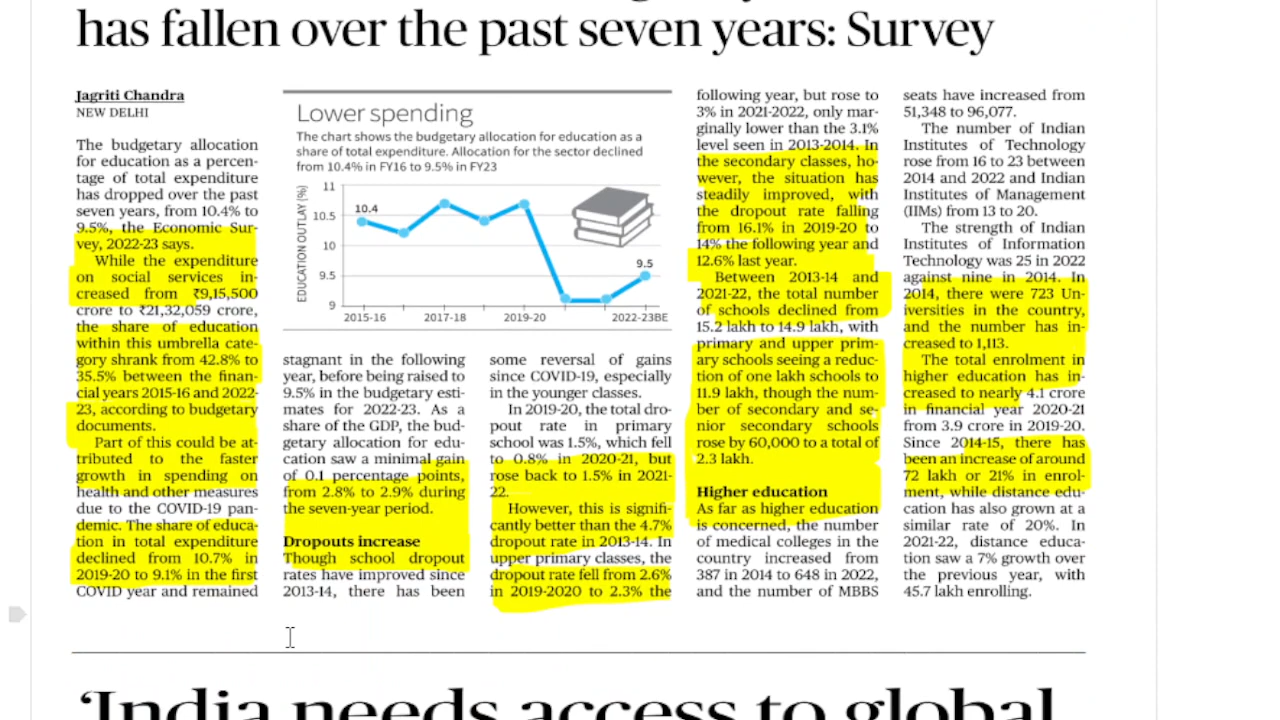 has fallen over the past seven years: Survey
Jagriti Chandra
NEW DELHI
The budgetary allocation
for education as a percen-
tage of total expenditure
has dropped over the past
seven years, from 10.4% to
9.5%, the Economic Sur-
vey, 2022-23 says.
While the expenditure
on social services in-
creased from ₹9,15,500
crore to ₹21,32,059 crore,
the share of education
within this umbrella cate-
gory shrank from 42.8% to
35.5% between the finan-
cial years 2015-16 and 2022-
23, according to budgetary
documents.
Part of this could be at-
tributed to the faster
growth in spending on
health and other measures
due to the COVID-19 pan-
demic. The share of educa-
tion in total expenditure
declined from 10.7% in
2019-20 to 9.1% in the first
COVID year and remained
Lower spending
The chart shows the budgetary allocation for education as a
share of total expenditure. Allocation for the sector declined
from 10.4% in FY16 to 9.5% in FY23
EDUCATION OUTLAY (%)
11
10.5
10
9.5
9
10.4
9.5
2015-16 2017-18 2019-20 2022-23BE
stagnant in the following
year, before being raised to
9.5% in the budgetary esti-
mates for 2022-23. As a
share of the GDP, the bud-
getary allocation for edu-
cation saw a minimal gain
of 0.1 percentage points,
from 2.8% to 2.9% during
the seven-year period.
Dropouts increase
Though school dropout
rates have improved since
2013-14, there has been
some reversal of gains
since COVID-19, especially
in the younger classes.
In 2019-20, the total dro-
pout rate in primary
school was 1.5%, which fell
to 0.8% in 2020-21, but
rose back to 1.5% in 2021-
22.
However, this is signifi-
cantly better than the 4.7%
dropout rate in 2013-14. In
upper primary classes, the
dropout rate fell from 2.6%
in 2019-2020 to 2.3% the
following year, but rose to
3% in 2021-2022, only mar-
ginally lower than the 3.1%
level seen in 2013-2014. In
the secondary classes, ho-
wever, the situation has
steadily improved, with
the dropout rate falling
from 16.1% in 2019-20 to
14% the following year and
12.6% last year.
Between 2013-14 and
2021-22, the total number
of schools declined from
15.2 lakh to 14.9 lakh, with
primary and upper prim-
ary schools seeing a reduc-
tion of one lakh schools to
11.9 lakh, though the num-
ber of secondary and se-
nior secondary schools
rose by 60,000 to a total of
2.3 lakh.
Higher education
As far as higher education
is concerned, the number
of medical colleges in the
country increased from
387 in 2014 to 648 in 2022,
and the number of MBBS
seats have increased from
51,348 to 96,077.
The number of Indian
Institutes of Technology
rose from 16 to 23 between
2014 and 2022 and Indian
Institutes of Management
(IIMs) from 13 to 20.
The strength of Indian
Institutes of Information
Technology was 25 in 2022
against nine in 2014. In
2014, there were 723 Un-
iversities in the country,
and the number has in-
creased to 1,113.
The total enrolment in
higher education has in-
creased to nearly 4.1 crore
in financial year 2020-21
from 3.9 crore in 2019-20.
Since 2014-15, there has
been an increase of around
72 lakh or 21% in enrol-
ment, while distance edu-
cation has also grown at a
similar rate of 20%. In
2021-22, distance educa-
tion saw a 7% growth over
the previous year, with
45.7 lakh enrolling.
‘India needs access to global